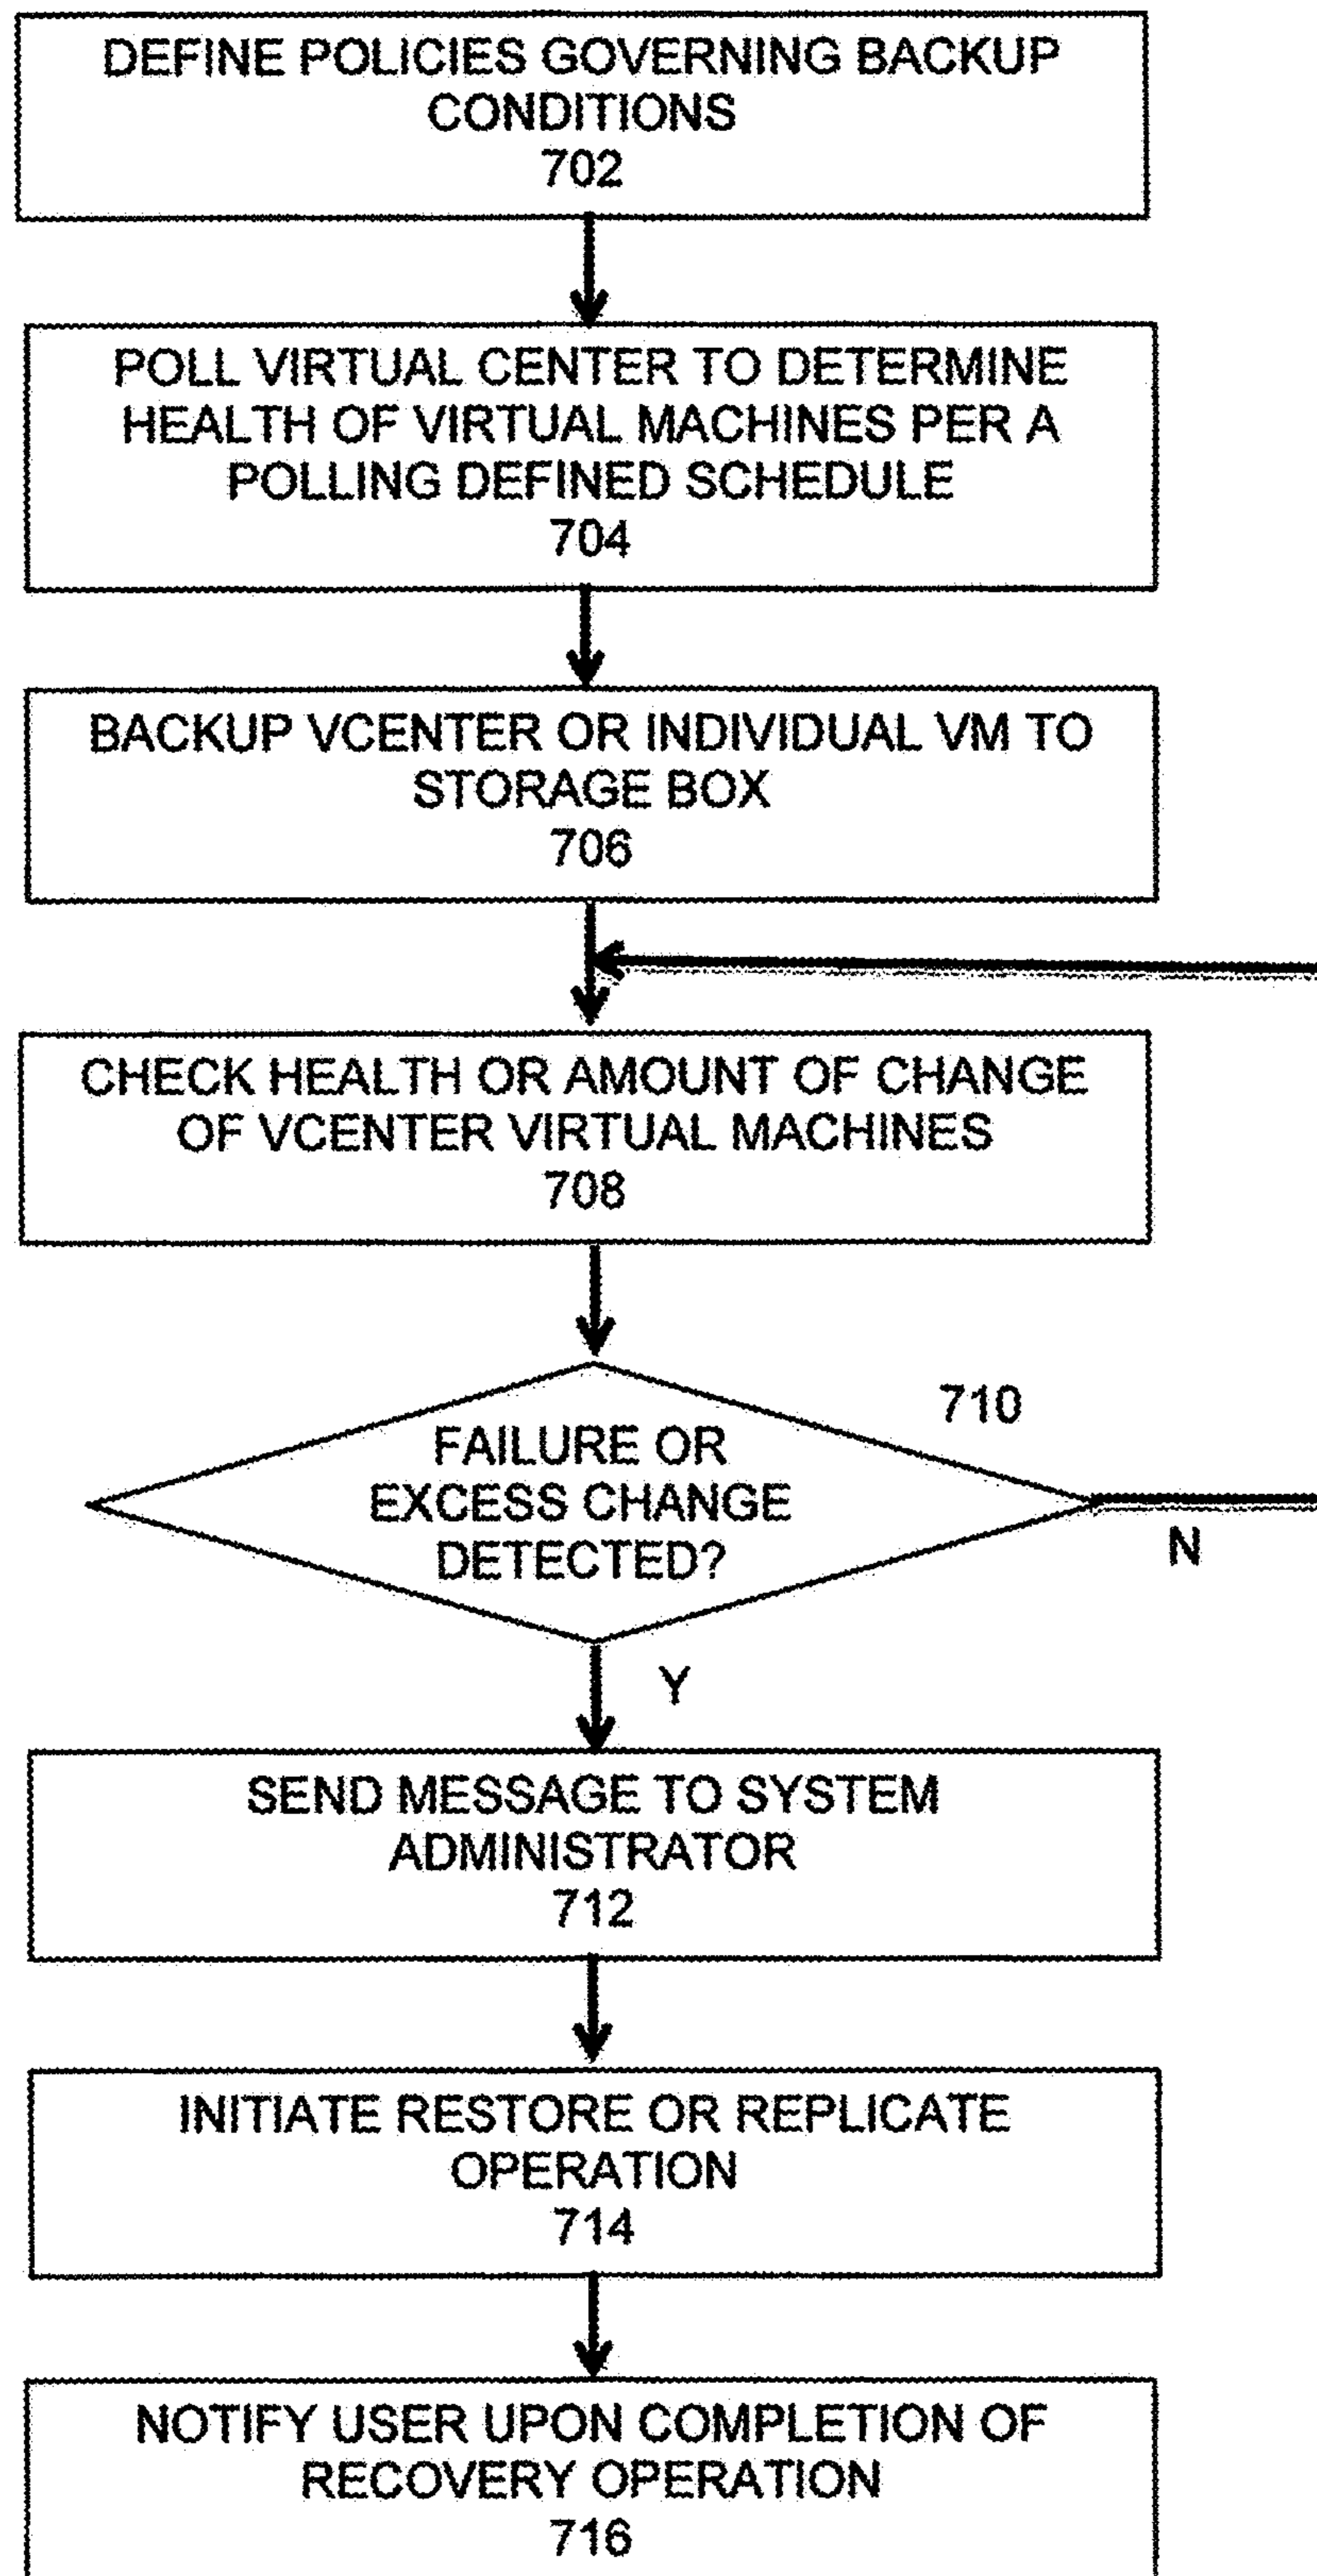 DEFINE POLICIES GOVERNING BACKUP
CONDITIONS
702
POLL VIRTUAL CENTER TO DETERMINE
HEALTH OF VIRTUAL MACHINES PER A
POLLING DEFINED SCHEDULE
704
BACKUP VCENTER OR INDIVIDUAL VM TO
STORAGE BOX
706
CHECK HEALTH OR AMOUNT OF CHANGE
OF VCENTER VIRTUAL MACHINES
708
710
FAILURE OR
EXCESS CHANGE
DETECTED?
N
Y
SEND MESSAGE TO SYSTEM
ADMINISTRATOR
712
INITIATE RESTORE OR REPLICATE
OPERATION
714
NOTIFY USER UPON COMPLETION OF
RECOVERY OPERATION
716